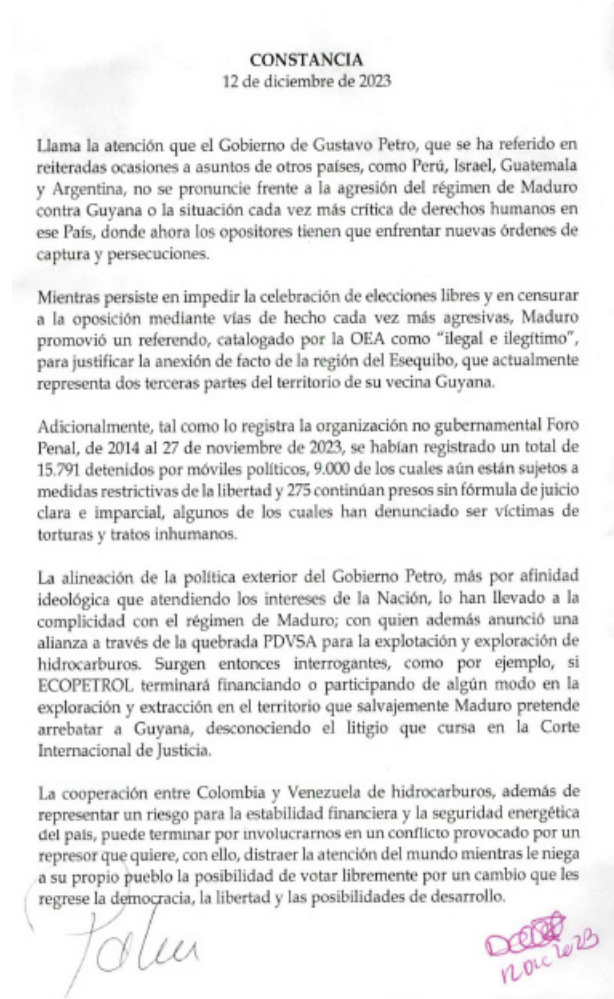 CONSTANCIA
12 de diciembre de 2023
Llama la atención que el Gobierno de Gustavo Petro, que se ha referido en
reiteradas ocasiones a asuntos de otros países, como Perú, Israel, Guatemala
y Argentina, no se pronuncie frente a la agresión del régimen de Maduro
contra Guyana o la situación cada vez más crítica de derechos humanos en
ese País, donde ahora los opositores tienen que enfrentar nuevas órdenes de
captura y persecuciones.
Mientras persiste en impedir la celebración de elecciones libres y en censurar
a la oposición mediante vías de hecho cada vez más agresivas, Maduro
promovió un referendo, catalogado por la OEA como “ilegal e ilegítimo”,
para justificar la anexión de facto de la región del Esequibo, que actualmente
representa dos terceras partes del territorio de su vecina Guyana.
Adicionalmente, tal como lo registra la organización no gubernamental Foro
Penal, de 2014 al 27 de noviembre de 2023, se habían registrado un total de
15.791 detenidos por móviles políticos, 9.000 de los cuales aún están sujetos a
medidas restrictivas de la libertad y 275 continúan presos sin fórmula de juicio
clara e imparcial, algunos de los cuales han denunciado ser víctimas de
torturas y tratos inhumanos.
La alineación de la política exterior del Gobierno Petro, más por afinidad
ideológica que atendiendo los intereses de la Nación, lo han llevado a la
complicidad con el régimen de Maduro; con quien además anunció una
alianza a través de la quebrada PDVSA para la explotación y exploración de
hidrocarburos. Surgen entonces interrogantes, como por ejemplo, si
ECOPETROL terminará financiando o participando de algún modo en la
exploración y extracción en el territorio que salvajemente Maduro pretende
arrebatar a Guyana, desconociendo el litigio que cursa en la Corte
Internacional de Justicia.
La cooperación entre Colombia y Venezuela de hidrocarburos, además de
representar un riesgo para la estabilidad financiera y la seguridad energética
del país, puede terminar por involucrarnos en un conflicto provocado por un
represor que quiere, con ello, distraer la atención del mundo mientras le niega
a su propio pueblo la posibilidad de votar libremente por un cambio que les
regrese la democracia, la libertad y las posibilidades de desarrollo.
12 Dic 2023